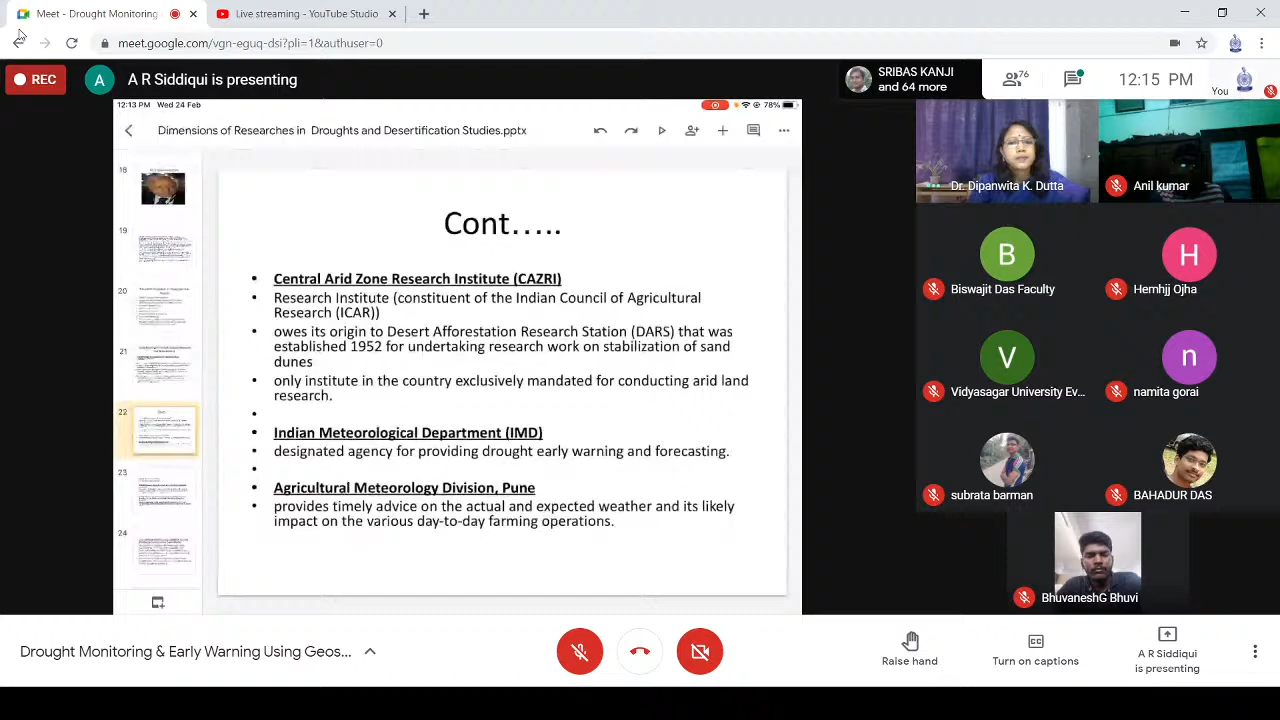 Meet - Drought Monitoring
Live streaming - YouTube Studio
meet.google.com/vgn-eguq-dsi?pli=1&authuser=0
REC
A
A R Siddiqui is presenting
SRIBAS KANJI
and 64 more
76
12:15 PM
You
12:13 PM Wed 24 Feb
78%
Dimensions of Researches in Droughts and Desertification Studies.pptx
18
19
20
21
22
23
24
Cont…..
• Central Arid Zone Research Institute (CAZRI)
Research Institute (constituent of the Indian Council of Agricultural
Research (ICAR))
owes its origin to Desert Afforestation Research Station (DARS) that was
established 1952 for undertaking research work on stabilization of sand
dunes
only in the country exclusively mandated for conducting arid land
research.
•
• Indian Meteorological Department (IMD)
• designated agency for providing drought early warning and forecasting.
•
• Agricultural Meteorology Division, Pune
• provides timely advice on the actual and expected weather and its likely
impact on the various day-to-day farming operations.
Dr. Dipanwita K. Dutta
Anil kumar
B
Biswajit Das Faculty
H
Hemhjj Ojha
V
Vidyasagar University Ev...
n
namita gorai
subrata barman
BAHADUR DAS
BhuvaneshG Bhuvi
Drought Monitoring & Early Warning Using Geos...
Raise hand
Turn on captions
A R Siddiqui
is presenting